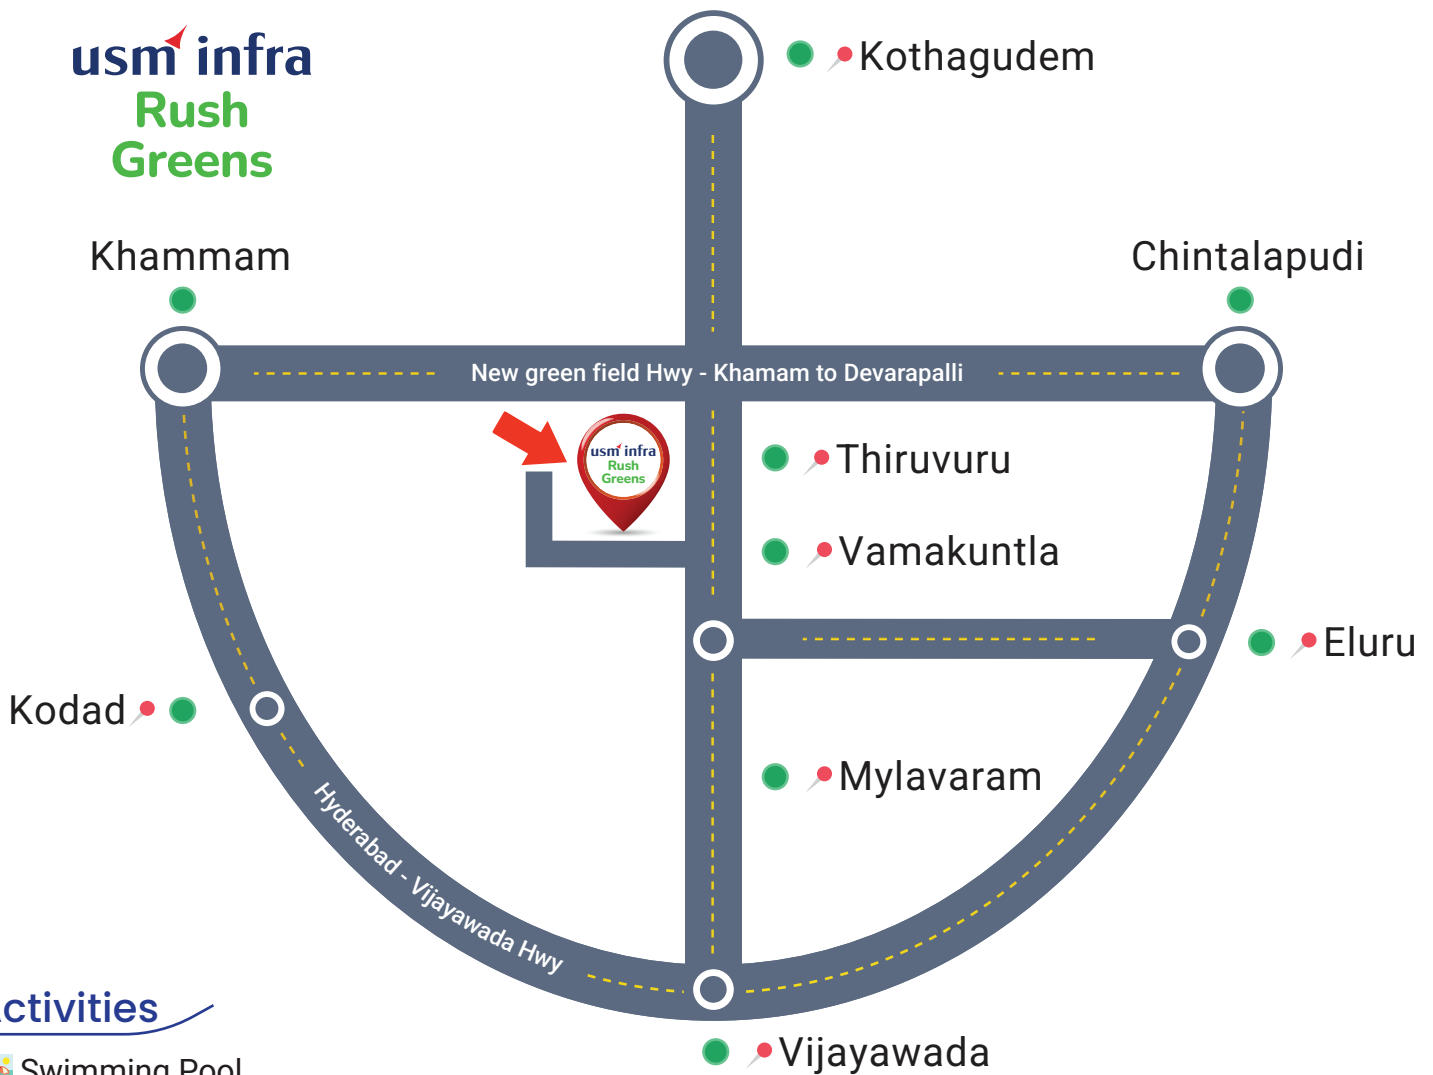 usm infra
Rush
Greens
Kothagudem
Khammam
Chintalapudi
New green field Hwy - Khamam to Devarapalli
usm infra
Rush
Greens
Thiruvuru
Vamakuntla
Eluru
Kodad
Mylavaram
Hyderabad - Vijayawada Hwy
ctivities
Swimming Pool
Vijayawada